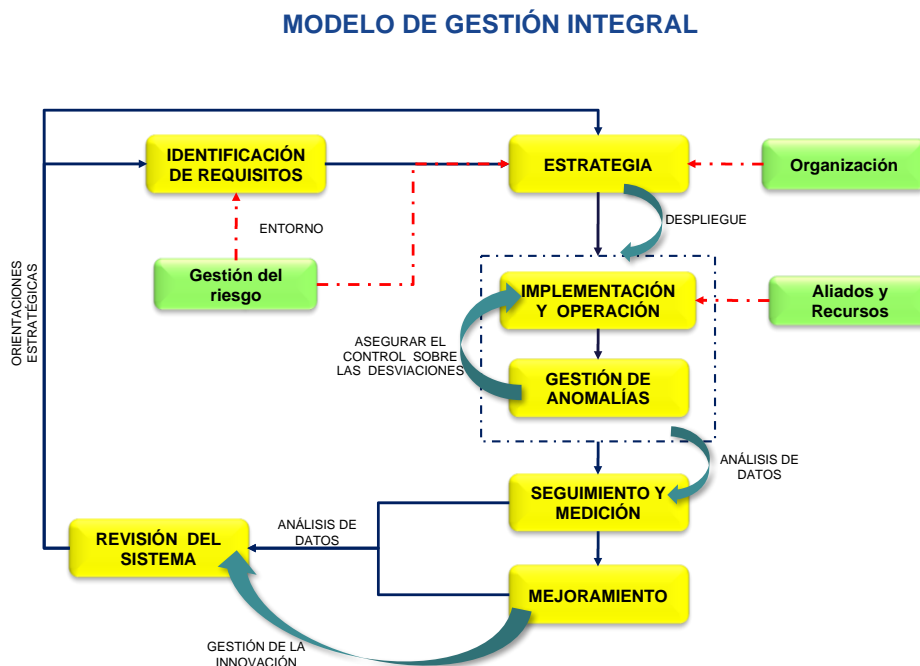 MODELO DE GESTIÓN INTEGRAL
IDENTIFICACIÓN
DE REQUISITOS
ESTRATEGIA
Organización
DESPLIEGUE
ENTORNO
Gestión del
riesgo
ORIENTACIONES
ESTRATÉGICAS
IMPLEMENTACIÓN
Y OPERACIÓN
Aliados y
Recursos
ASEGURAR EL
CONTROL SOBRE
LAS DESVIACIONES
GESTIÓN DE
ANOMALÍAS
ANÁLISIS DE
DATOS
SEGUIMIENTO Y
MEDICIÓN
ANÁLISIS DE
DATOS
REVISIÓN DEL
SISTEMA
MEJORAMIENTO
GESTIÓN DE LA
INNOVACIÓN